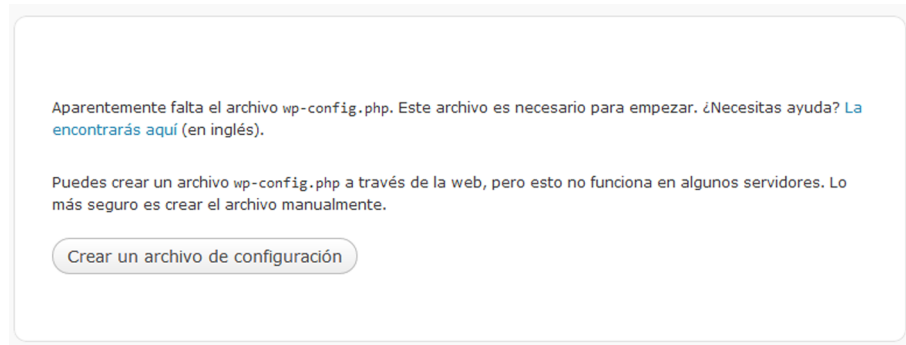 Aparentemente falta el archivo wp-config.php. Este archivo es necesario para empezar. ¿Necesitas ayuda? La
encontrarás aquí (en inglés).
Puedes crear un archivo wp-config.php a través de la web, pero esto no funciona en algunos servidores. Lo
más seguro es crear el archivo manualmente.
Crear un archivo de configuración